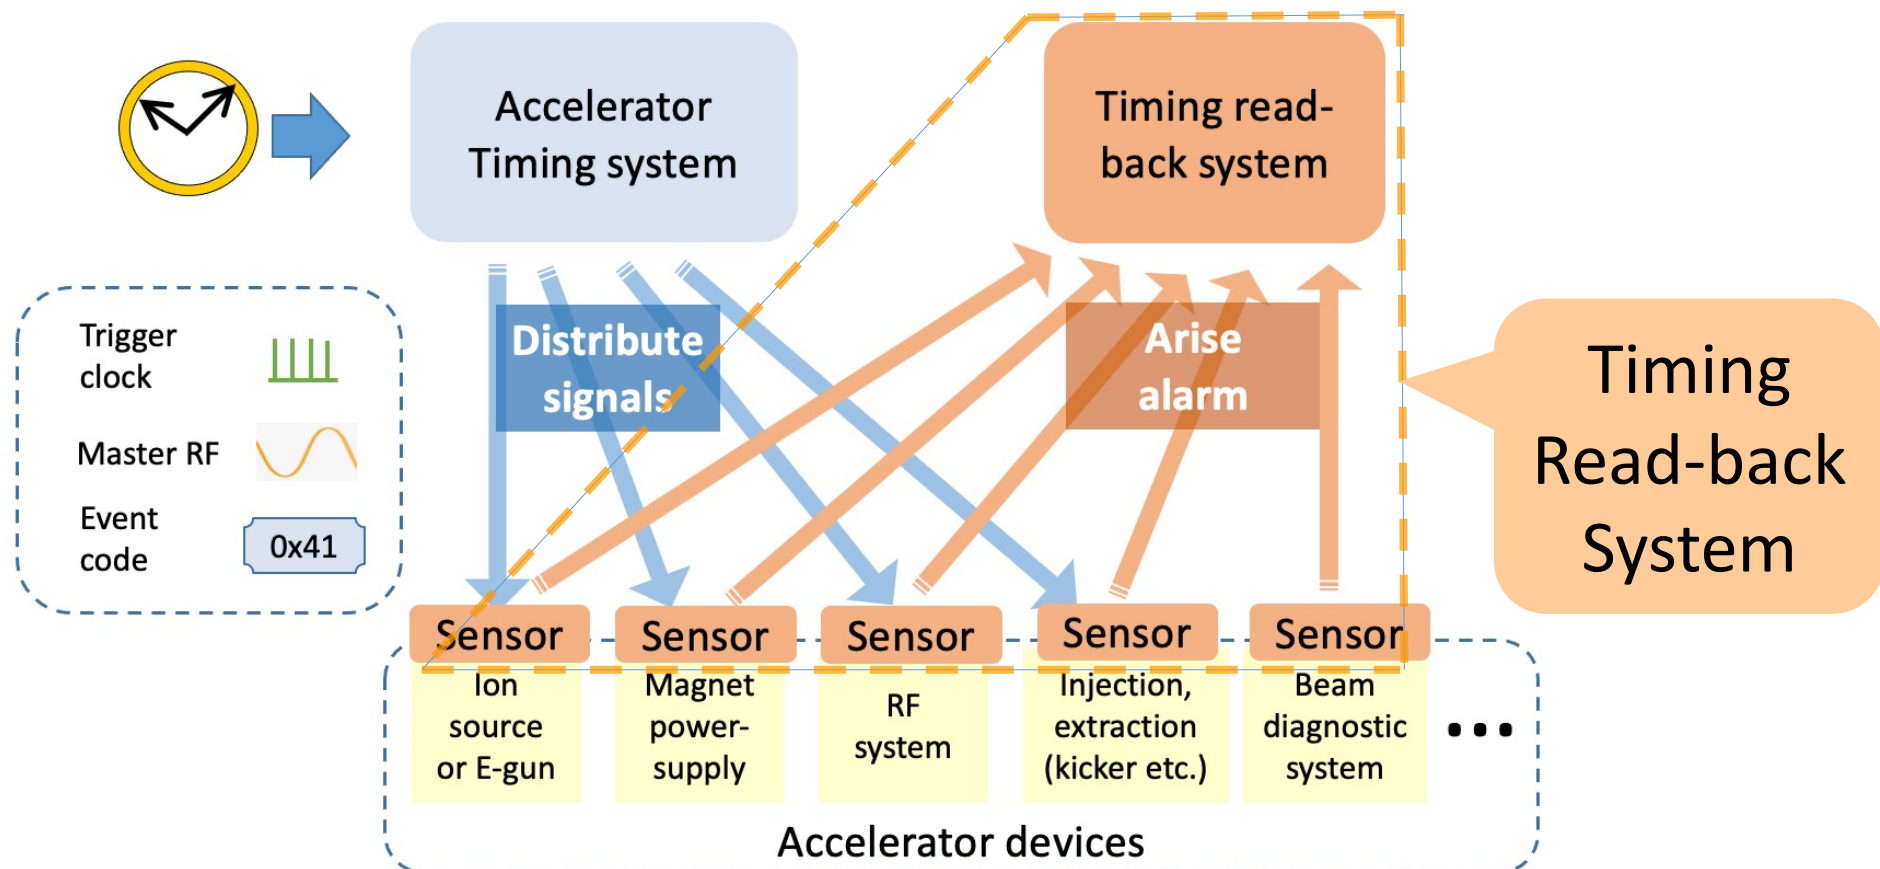 Accelerator
Timing system
Timing read-
back system
Trigger
clock
Master RF
Event
code
0x41
Distribute
signals
Arise
alarm
Timing
Read-back
System
Sensor
Sensor
Sensor
Sensor
Sensor
Ion
source
or E-gun
Magnet
power-
supply
RF
system
Injection,
extraction
(kicker etc.)
Beam
diagnostic
system
...
Accelerator devices